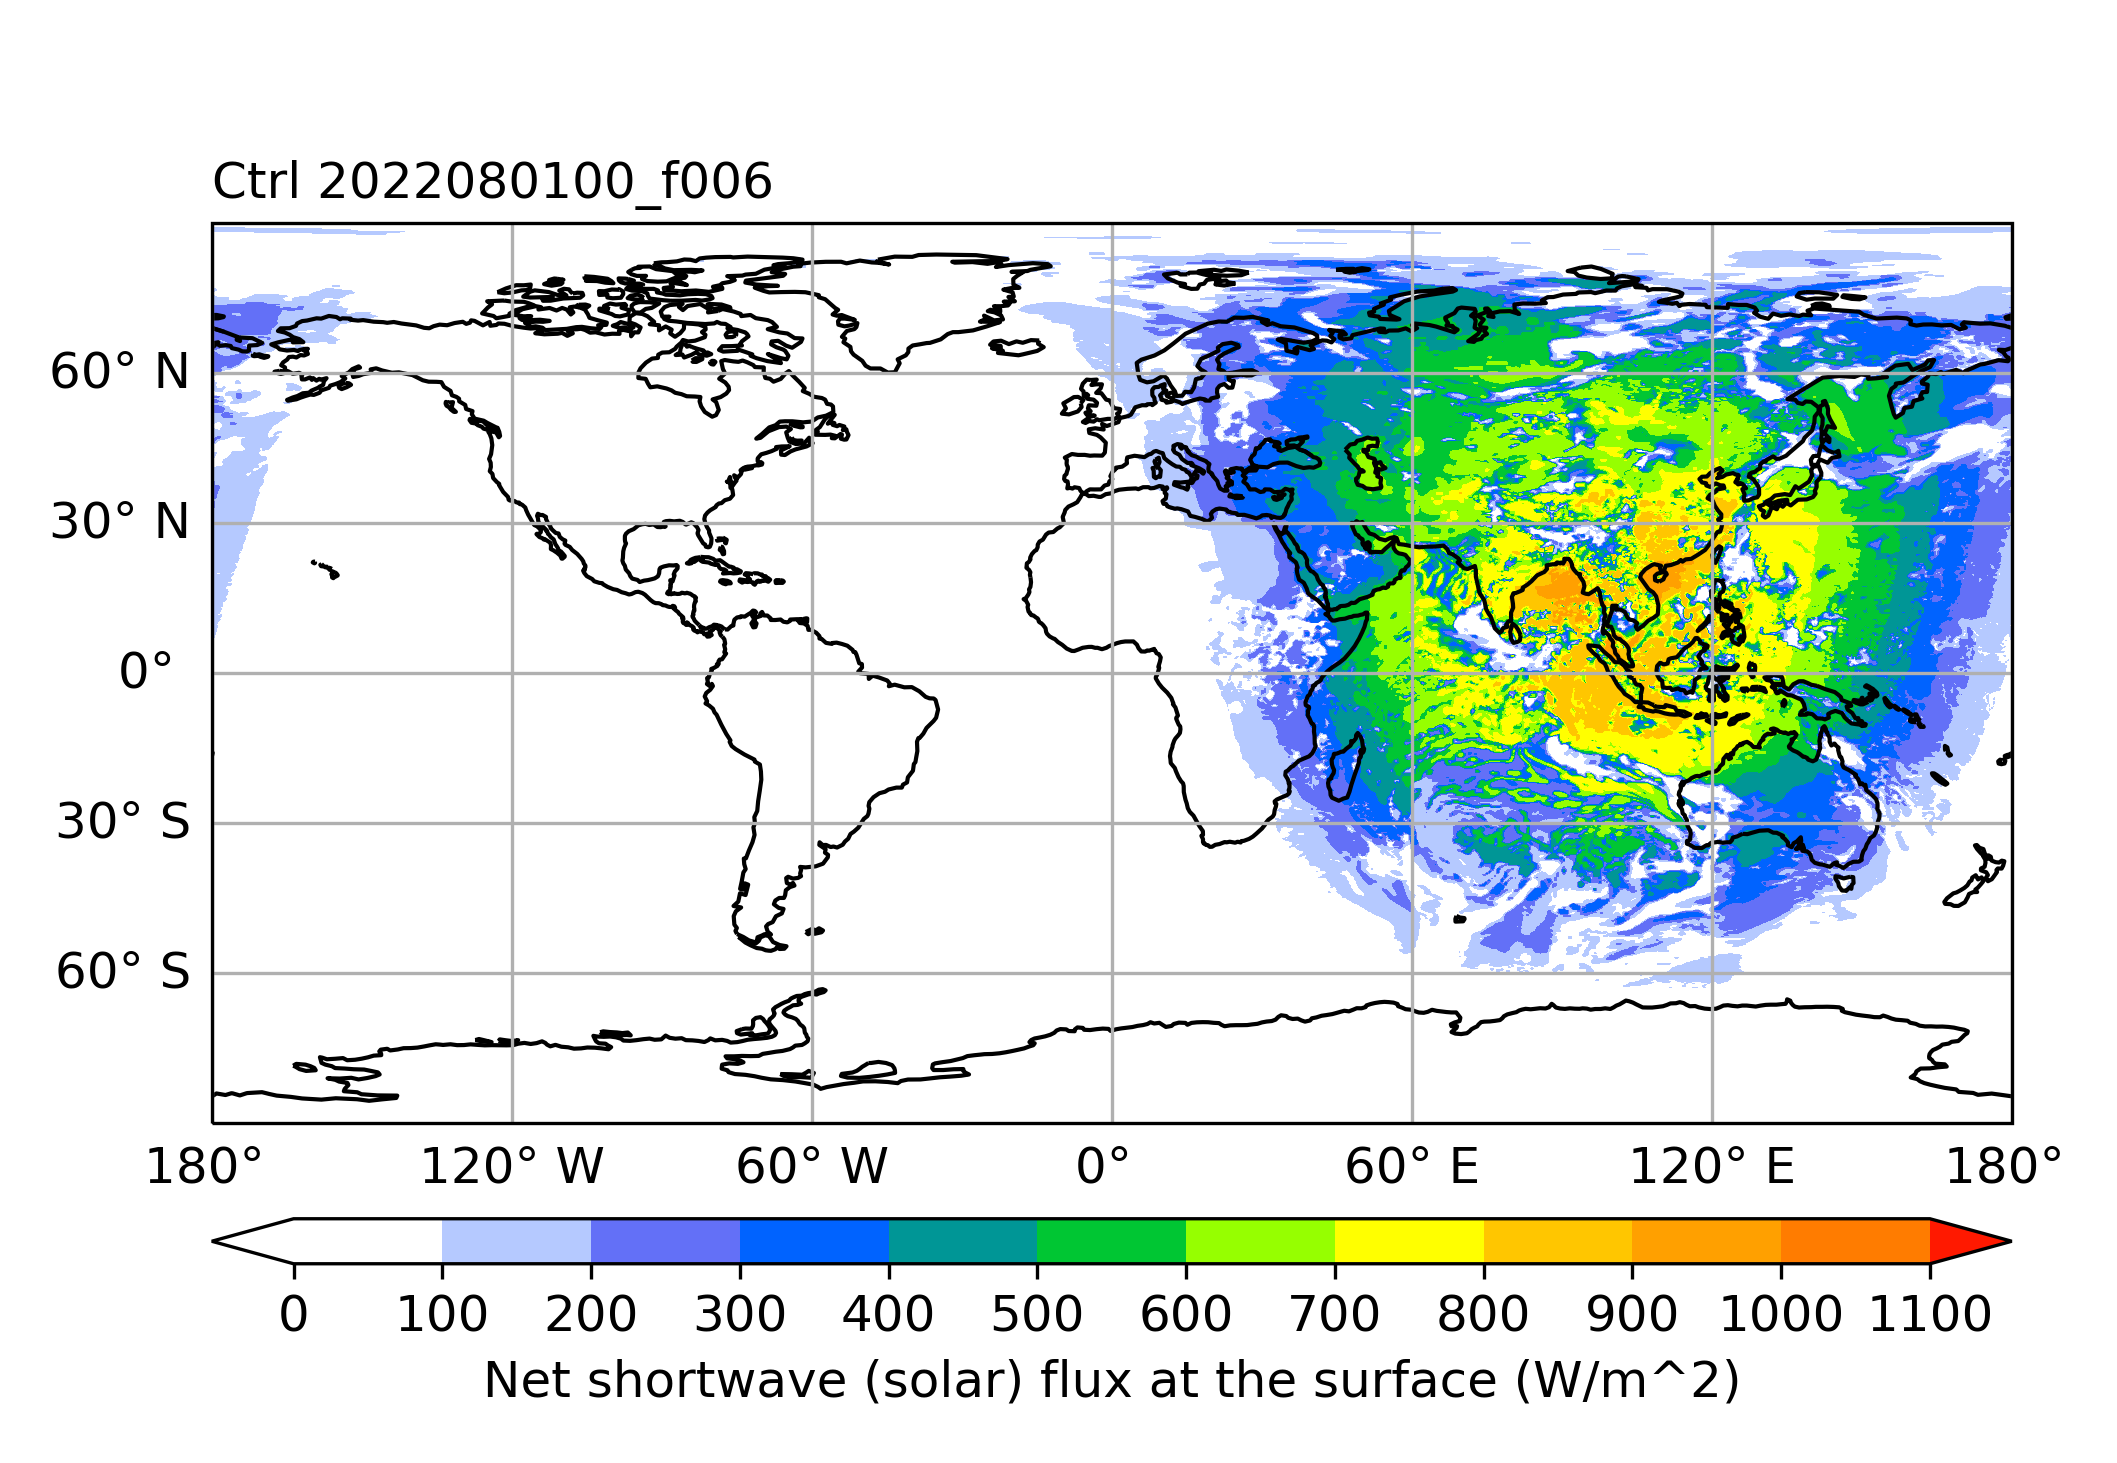 Ctrl 2022080100_f006
60° N
30° N
0°
30° S
60° S
180° 120° W 60° W 0° 60° E 120° E 180°
0 100 200 300 400 500 600 700 800 900 1000 1100
Net shortwave (solar) flux at the surface (W/m^2)